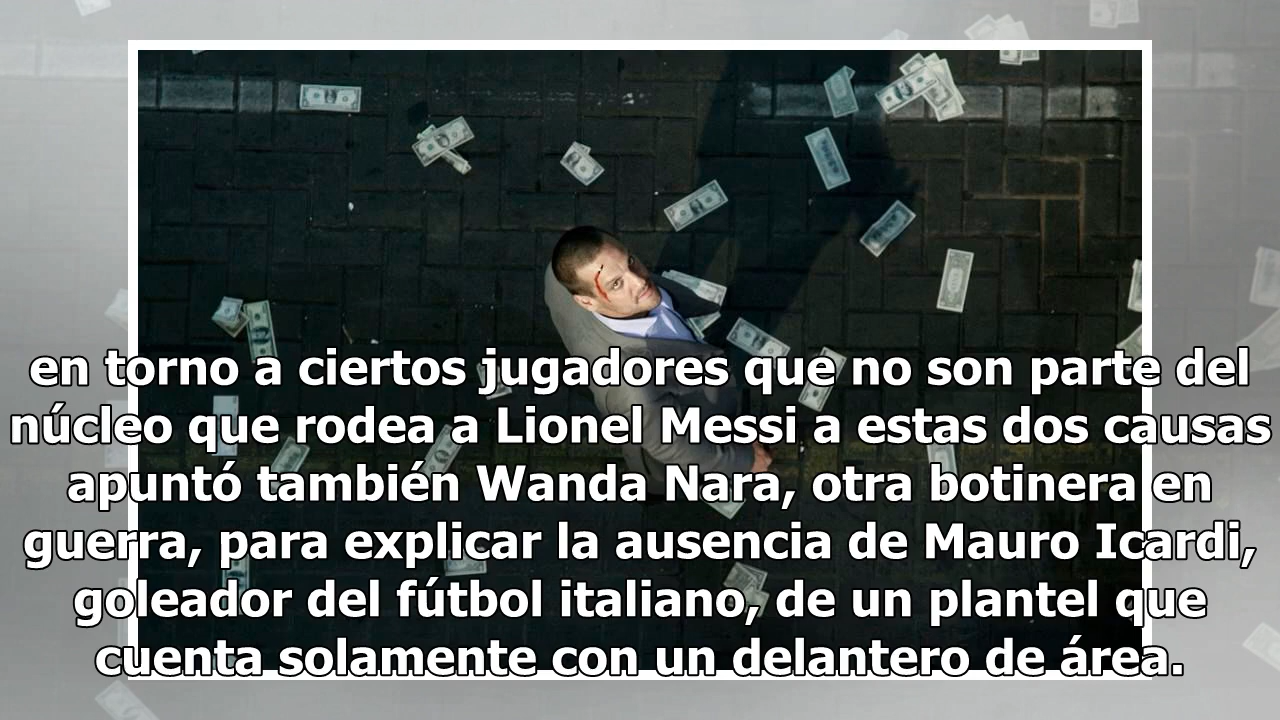 en torno a ciertos jugadores que no son parte del
núcleo que rodea a Lionel Messi a estas dos causas
apuntó también Wanda Nara, otra botinera en
guerra, para explicar la ausencia de Mauro Icardi,
goleador del fútbol italiano, de un plantel que
cuenta solamente con un delantero de área.